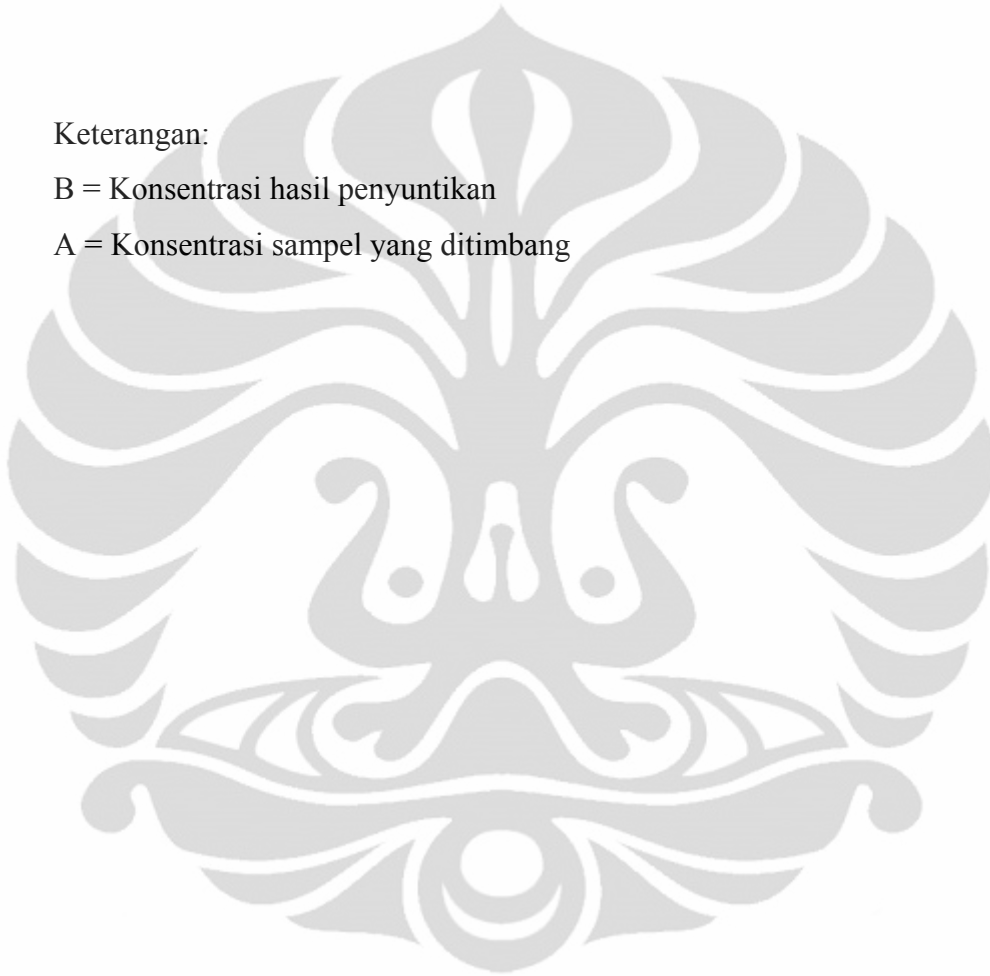 Keterangan:
B = Konsentrasi hasil penyuntikan
A = Konsentrasi sampel yang ditimbang